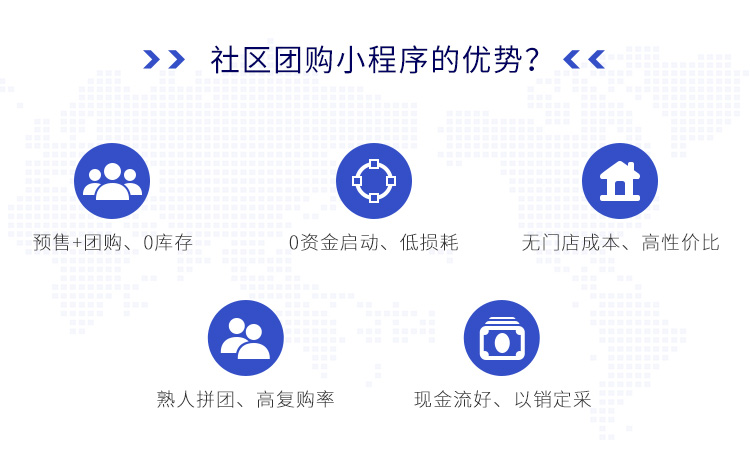 社区团购小程序的优势？
预售+团购、0库存
0资金启动、低损耗
无门店成本、高性价比
熟人拼团、高复购率
现金流好、以销定采